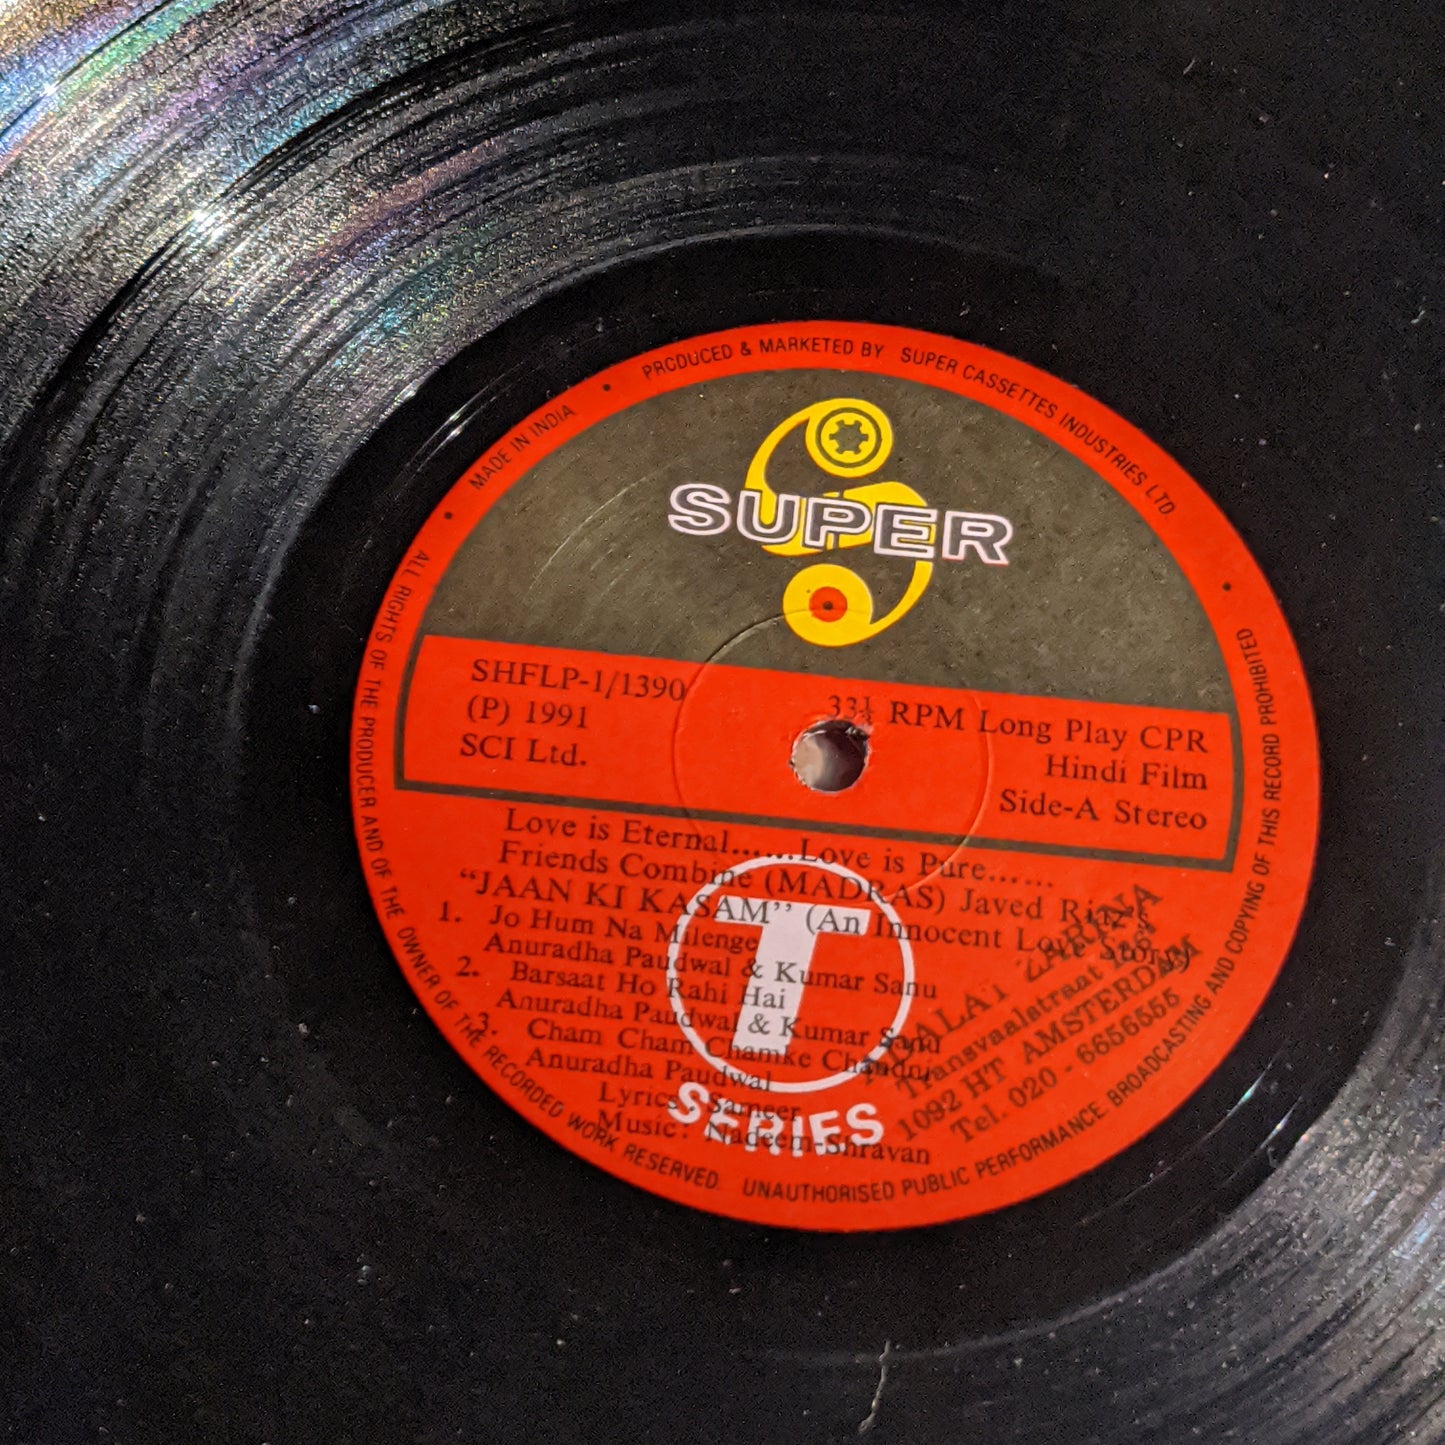 MADE IN INDIA • PRODUCED & MARKETED BY SUPER CASSETTES INDUSTRIES LTD.
SUPER
SHFLP-1/1390
(P) 1991
SCI Ltd.
33⅓ RPM Long Play CPR
Hindi Film
Side-A Stereo
Love is Eternal......Love is Pure......
Friends Combine (MADRAS) Javed Riaz's
"JAAN KI KASAM" (An Innocent Love Story)
1. Jo Hum Na Milenge
Anuradha Paudwal & Kumar Sanu
2. Barsaat Ho Rahi Hai
Anuradha Paudwal & Kumar Sanu
3. Cham Cham Chamke Chandni
Anuradha Paudwal
Lyrics: Sameer
Music: Nadeem-Shravan
T
SERIES
ZARINA
Transvaalstraat
1092 HT AMSTERDAM
Tel. 020 - 6656555
ALL RIGHTS OF THE PRODUCER AND OF THE OWNER OF THE RECORDED WORK RESERVED. UNAUTHORISED PUBLIC PERFORMANCE BROADCASTING AND COPYING OF THIS RECORD PROHIBITED